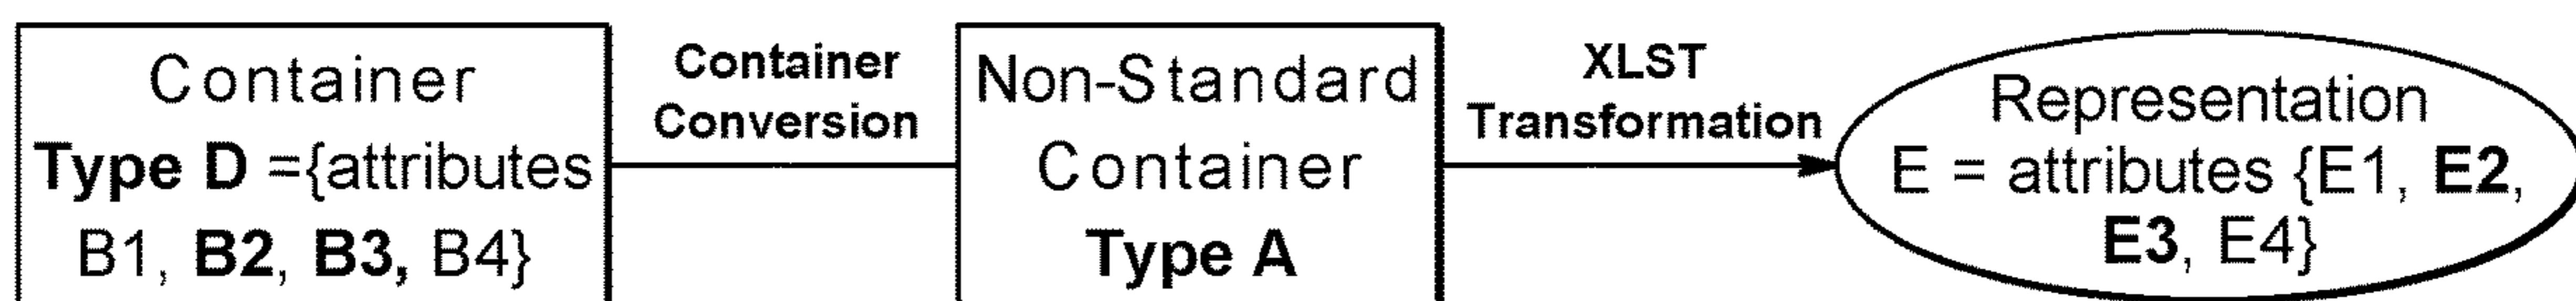 Container
Type D ={attributes
B1, B2, B3, B4}
Container
Conversion
Non-Standard
Container
Type A
XLST
Transformation
Representation
E = attributes {E1, E2,
E3, E4}